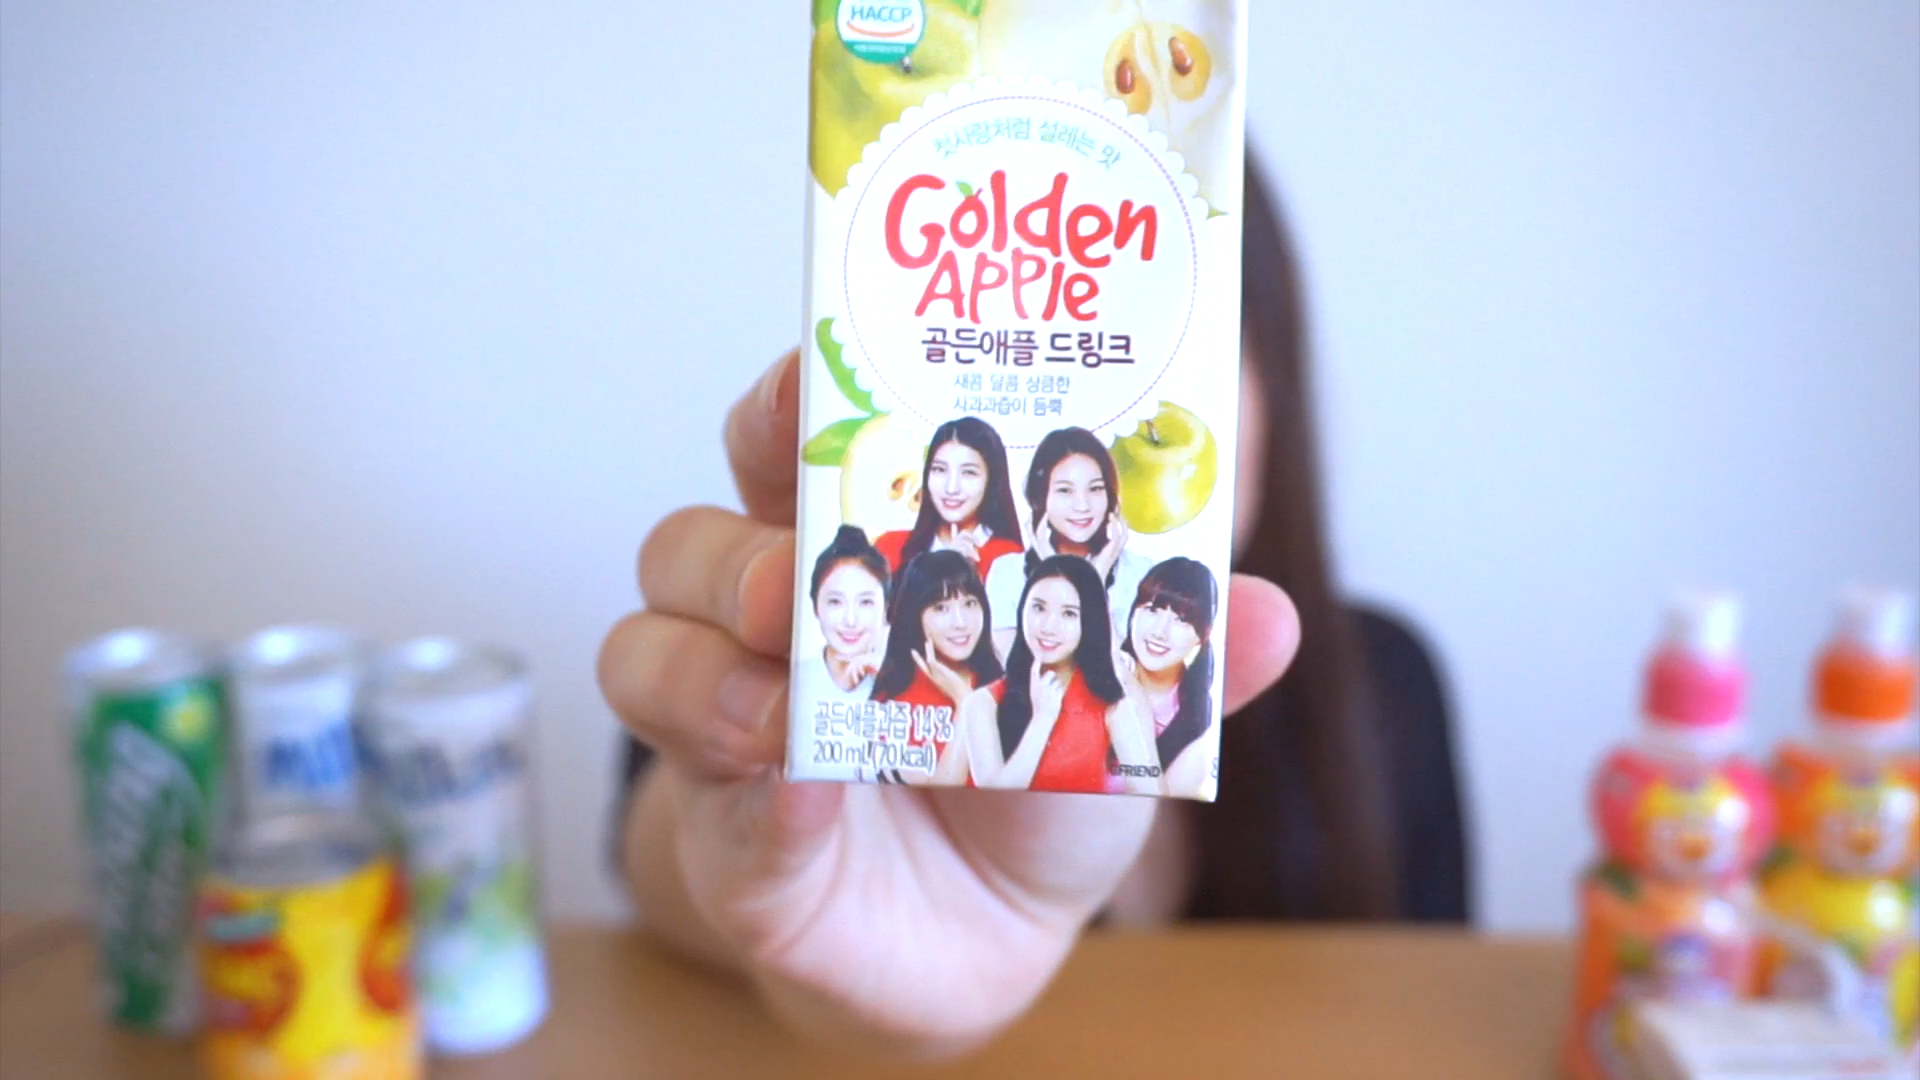 HACCP
첫사랑처럼 설레는 맛
Golden
APPle
골든애플 드링크
새콤 달콤 상큼한
사과과즙이 듬뿍
골든애플과즙 14%
200 mL (70 kcal)
GFRIEND